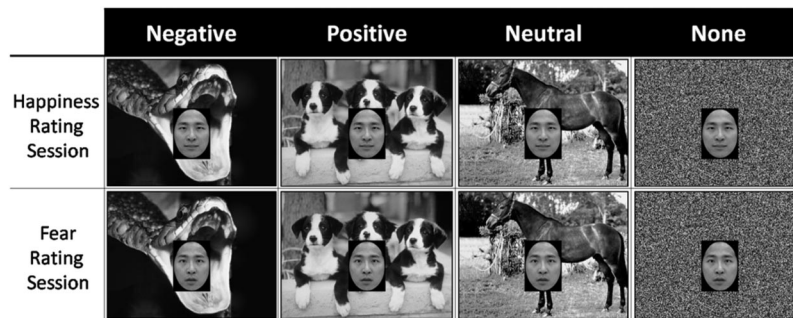 Negative Positive Neutral None
Happiness
Rating
Session
Fear
Rating
Session